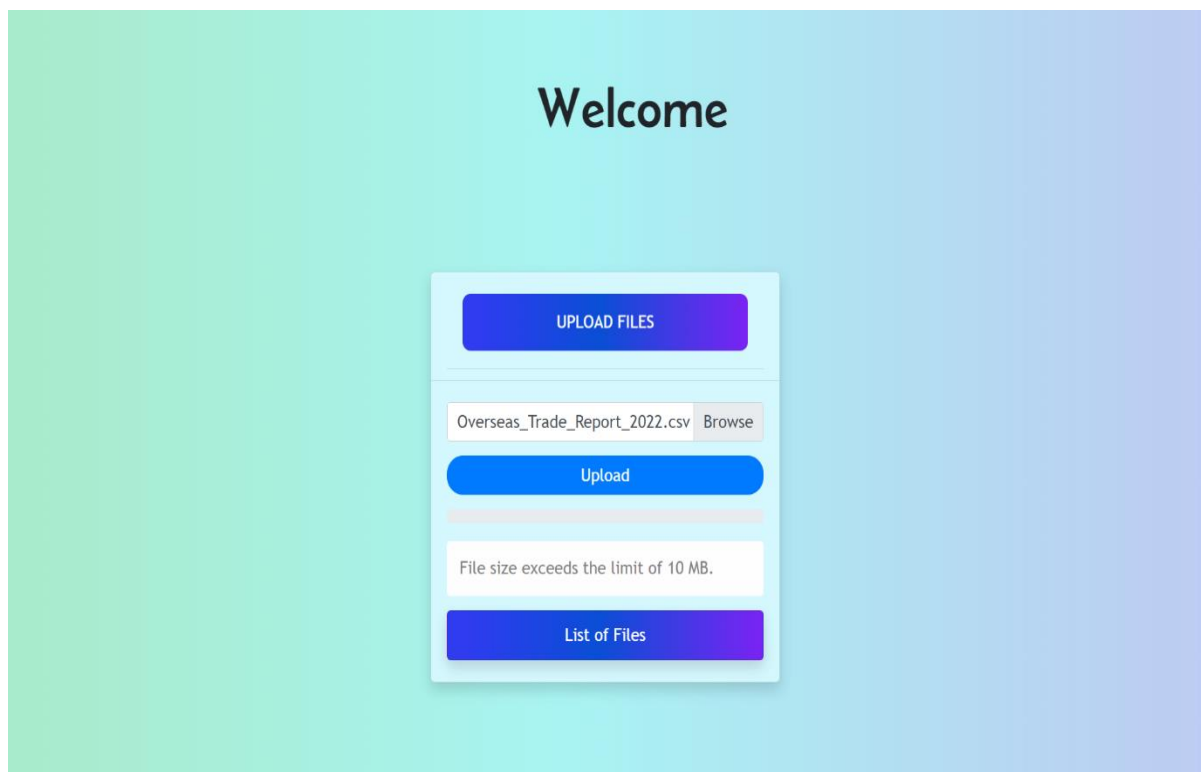 Welcome
UPLOAD FILES
Overseas_Trade_Report_2022.csv Browse
Upload
File size exceeds the limit of 10 MB.
List of Files